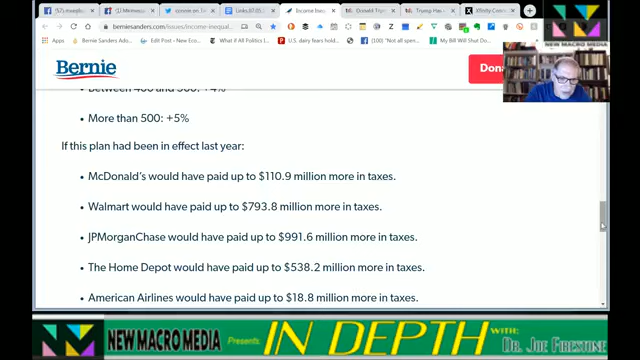 berniesanders.com/issues/income-inequal
Bernie
Dona
Between 400 and 500: +4%
More than 500: +5%
If this plan had been in effect last year:
McDonald's would have paid up to $110.9 million more in taxes.
Walmart would have paid up to $793.8 million more in taxes.
JPMorganChase would have paid up to $991.6 million more in taxes.
The Home Depot would have paid up to $538.2 million more in taxes.
American Airlines would have paid up to $18.8 million more in taxes.
NEW MACRO MEDIA
NEW MACRO MEDIA Presents: IN DEPTH WITH:
DR. JOE FIRESTONE